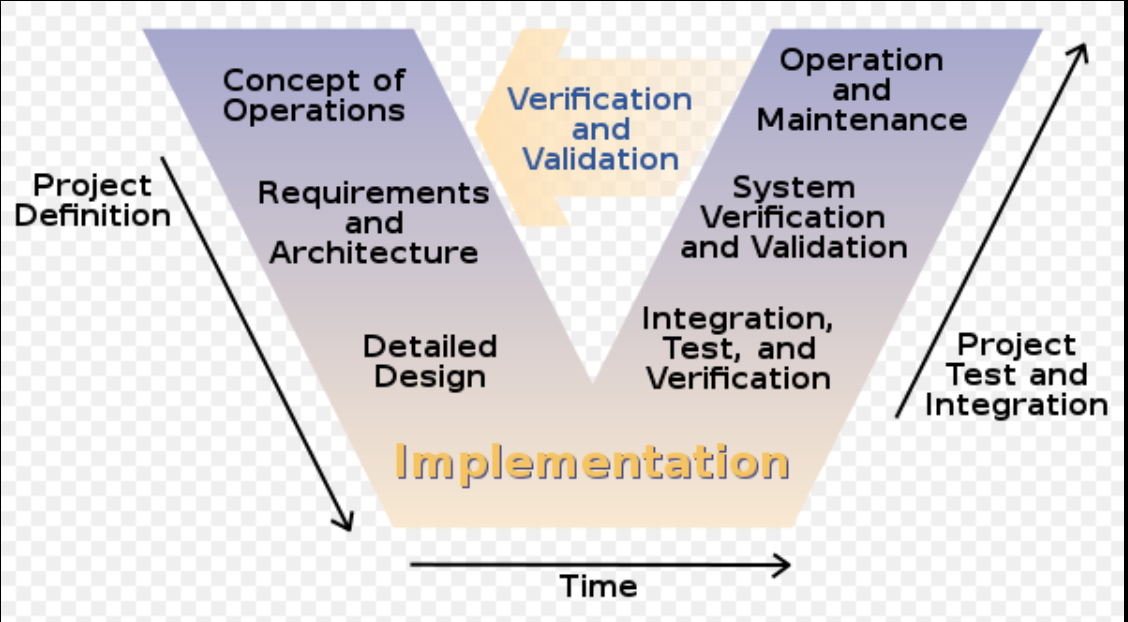 Concept of
Operations
Verification
and
Validation
Operation
and
Maintenance
Project
Definition
Requirements
and
Architecture
System
Verification
and Validation
Detailed
Design
Integration,
Test, and
Verification
Project
Test and
Integration
Implementation
Time